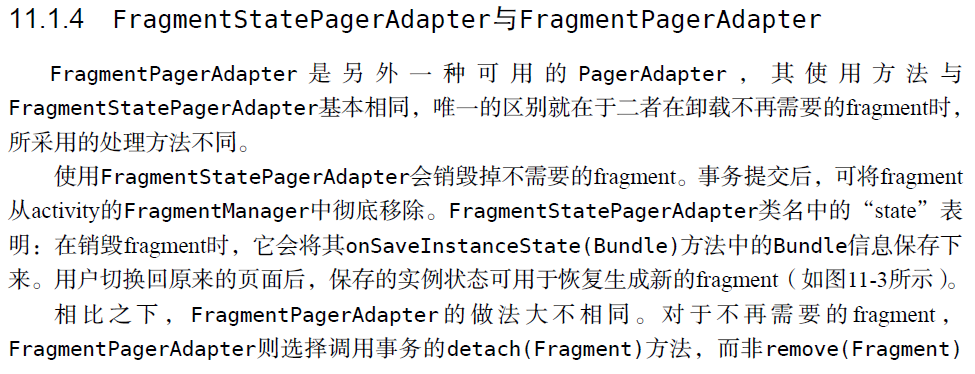 11.1.4 FragmentStatePagerAdapter与FragmentPagerAdapter
FragmentPagerAdapter是另外一种可用的PagerAdapter，其使用方法与
FragmentStatePagerAdapter基本相同，唯一的区别就在于二者在卸载不再需要的fragment时，
所采用的处理方法不同。
使用FragmentStatePagerAdapter会销毁掉不需要的fragment。事务提交后，可将fragment
从activity的FragmentManager中彻底移除。FragmentStatePagerAdapter类名中的“state”表
明：在销毁fragment时，它会将其onSaveInstanceState(Bundle)方法中的Bundle信息保存下
来。用户切换回原来的页面后，保存的实例状态可用于恢复生成新的fragment（如图11-3所示）。
相比之下，FragmentPagerAdapter的做法大不相同。对于不再需要的fragment，
FragmentPagerAdapter则选择调用事务的detach(Fragment)方法，而非remove(Fragment)